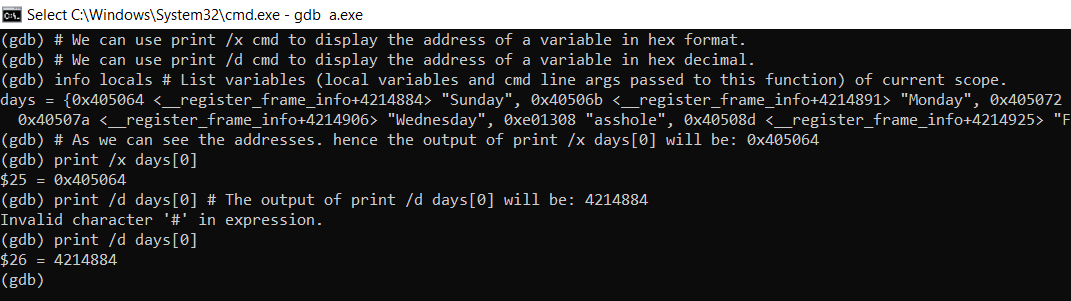 Select C:\Windows\System32\cmd.exe - gdb  a.exe
(gdb) # We can use print /x cmd to display the address of a variable in hex format.
(gdb) # We can use print /d cmd to display the address of a variable in hex decimal.
(gdb) info locals # List variables (local variables and cmd line args passed to this function) of current scope.
days = {0x405064 <__register_frame_info+4214884> "Sunday", 0x40506b <__register_frame_info+4214891> "Monday", 0x405072
  0x40507a <__register_frame_info+4214906> "Wednesday", 0xe01308 "asshole", 0x40508d <__register_frame_info+4214925> "F
(gdb) # As we can see the addresses. hence the output of print /x days[0] will be: 0x405064
(gdb) print /x days[0]
$25 = 0x405064
(gdb) print /d days[0] # The output of print /d days[0] will be: 4214884
Invalid character '#' in expression.
(gdb) print /d days[0]
$26 = 4214884
(gdb)